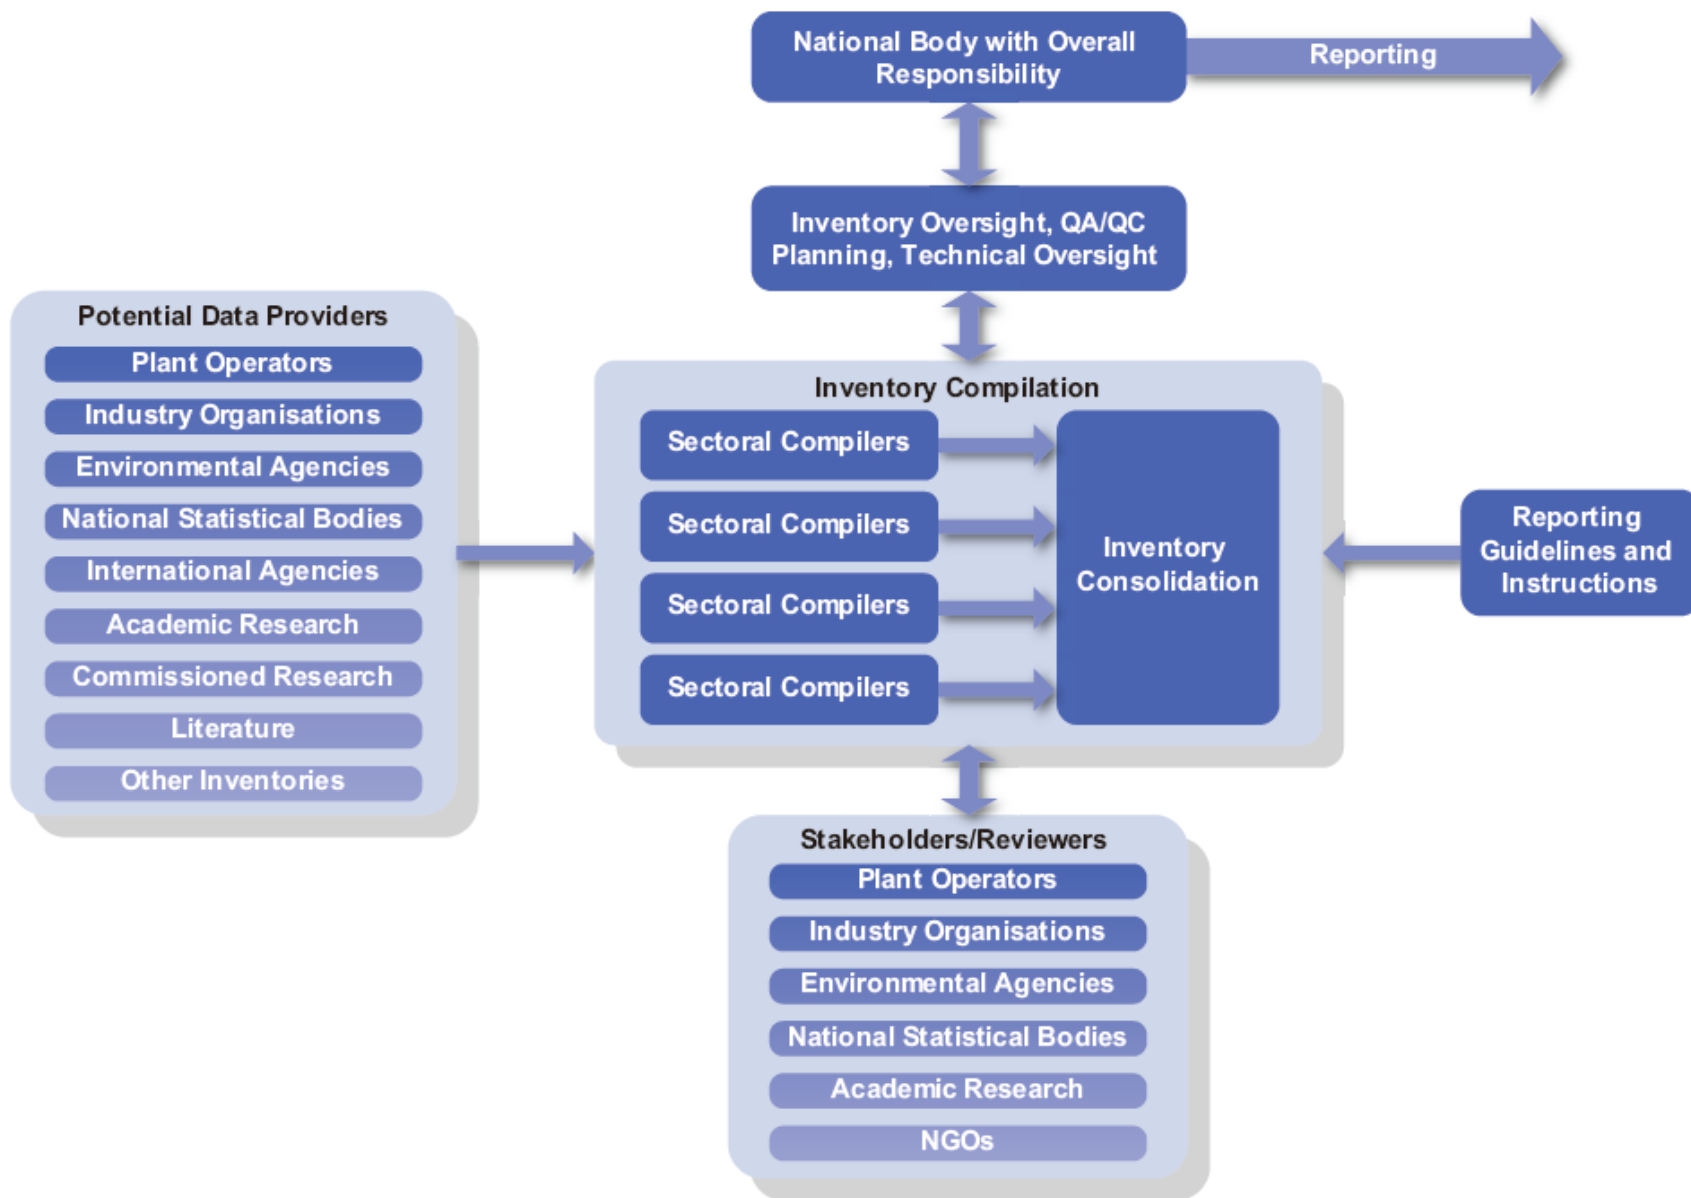 National Body with Overall
Responsibility
Reporting
Inventory Oversight, QA/QC
Planning, Technical Oversight
Potential Data Providers
Plant Operators
Industry Organisations
Environmental Agencies
National Statistical Bodies
International Agencies
Academic Research
Commissioned Research
Literature
Other Inventories
Inventory Compilation
Sectoral Compilers
Sectoral Compilers
Sectoral Compilers
Sectoral Compilers
Inventory
Consolidation
Reporting
Guidelines and
Instructions
Stakeholders/Reviewers
Plant Operators
Industry Organisations
Environmental Agencies
National Statistical Bodies
Academic Research
NGOs